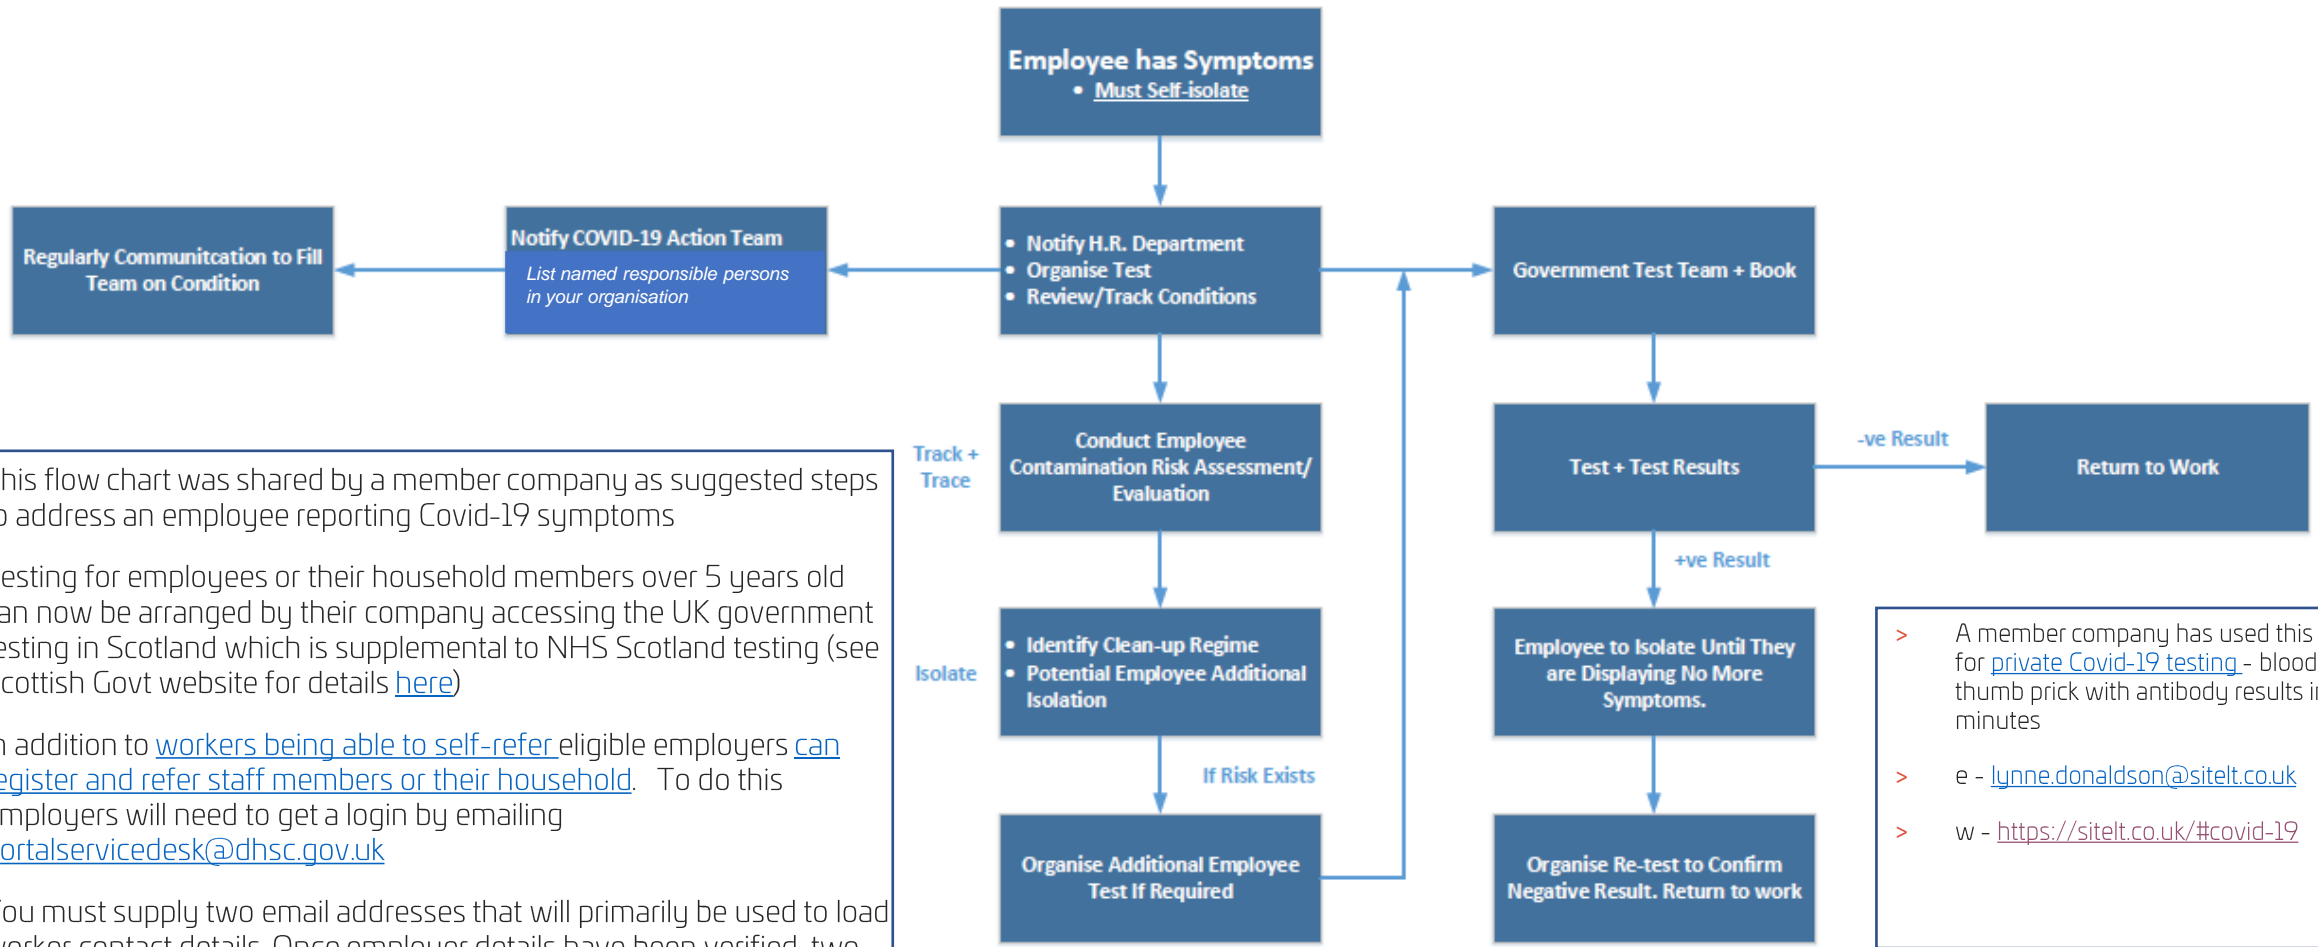 Employee has Symptoms
• Must Self-isolate
Regularly Communitcation to Fill
Team on Condition
Notify COVID-19 Action Team
List named responsible persons
in your organisation
• Notify H.R. Department
• Organise Test
• Review/Track Conditions
Government Test Team + Book
Track +
Trace
Conduct Employee
Contamination Risk Assessment/
Evaluation
Test + Test Results
-ve Result
Return to Work
+ve Result
Isolate
• Identify Clean-up Regime
• Potential Employee Additional
Isolation
Employee to Isolate Until They
are Displaying No More
Symptoms.
If Risk Exists
Organise Additional Employee
Test If Required
Organise Re-test to Confirm
Negative Result. Return to work
his flow chart was shared by a member company as suggested steps
o address an employee reporting Covid-19 symptoms
esting for employees or their household members over 5 years old
an now be arranged by their company accessing the UK government
esting in Scotland which is supplemental to NHS Scotland testing (see
cottish Govt website for details here)
n addition to workers being able to self-refer eligible employers can
egister and refer staff members or their household. To do this
mployers will need to get a login by emailing
ortalservicedesk@dhsc.gov.uk
ou must supply two email addresses that will primarily be used to load
orker contact details. Once employer details have been verified, two
> A member company has used this
for private Covid-19 testing - blood
thumb prick with antibody results i
minutes
> e - lynne.donaldson@sitelt.co.uk
> w - https://sitelt.co.uk/#covid-19